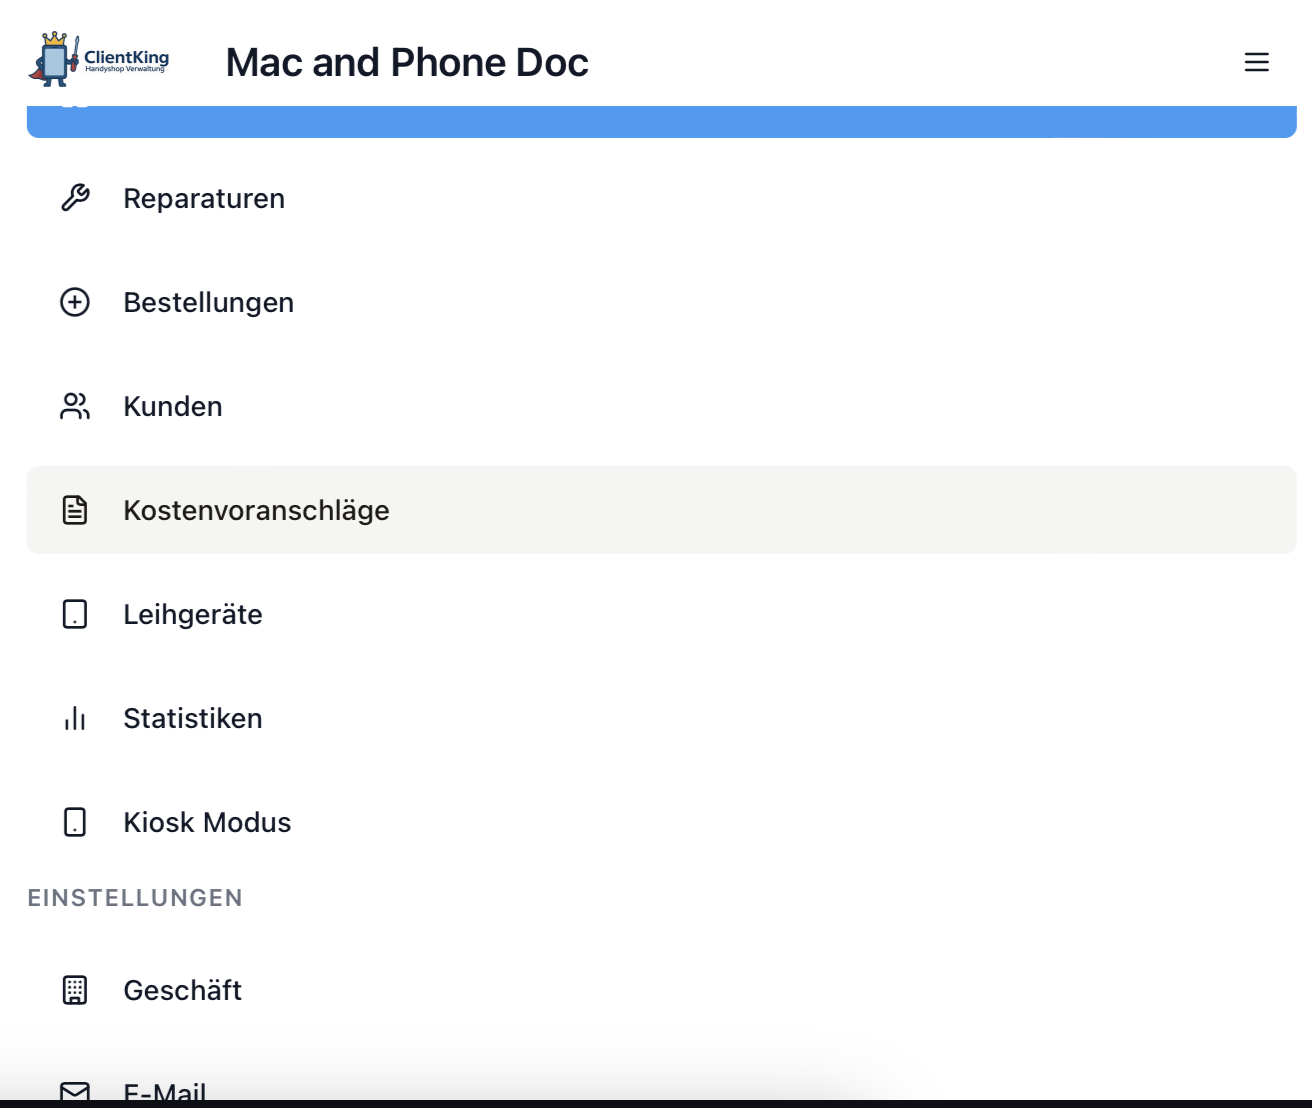 ClientKing
Handyshop Verwaltung
Mac and Phone Doc
Reparaturen
Bestellungen
Kunden
Kostenvoranschläge
Leihgeräte
Statistiken
Kiosk Modus
EINSTELLUNGEN
Geschäft
E-Mail